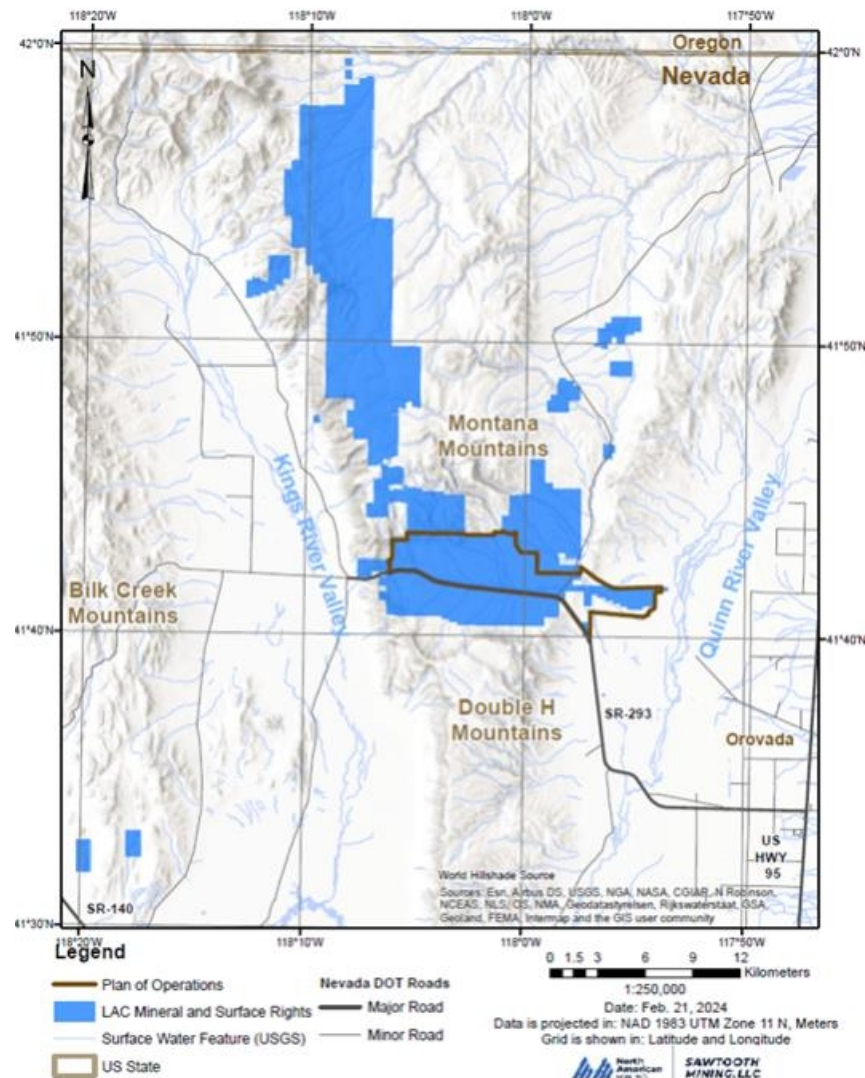 118°20'W 118°10'W 118°0'W 117°50'W
42°0'N
42°0'N
Oregon
Nevada
N
41°50'N
41°50'N
Montana
Mountains
Kings River Valley
Quinn River Valley
Bilk Creek
Mountains
41°40'N
41°40'N
Double H
Mountains
SR-293
Orovada
US
HWY
95
World Hillshade Source
Sources: Esri, Airbus DS, USGS, NGA, NASA, CGIAR, N Robinson,
NCEAS, NLS, OS, NMA, Geodatastyrelsen, Rijkswaterstaat, GSA,
Geoland, FEMA, Intermap and the GIS user community
SR-140
41°30'N
41°30'N
118°20'W 118°10'W 118°0'W 117°50'W
Legend
Plan of Operations
LAC Mineral and Surface Rights
Surface Water Feature (USGS)
US State
Nevada DOT Roads
Major Road
Minor Road
0 1.5 3 6 9 12
Kilometers
1:250,000
Date: Feb. 21, 2024
Data is projected in: NAD 1983 UTM Zone 11 N, Meters
Grid is shown in: Latitude and Longitude
North
American
SAWTOOTH
MINING, LLC